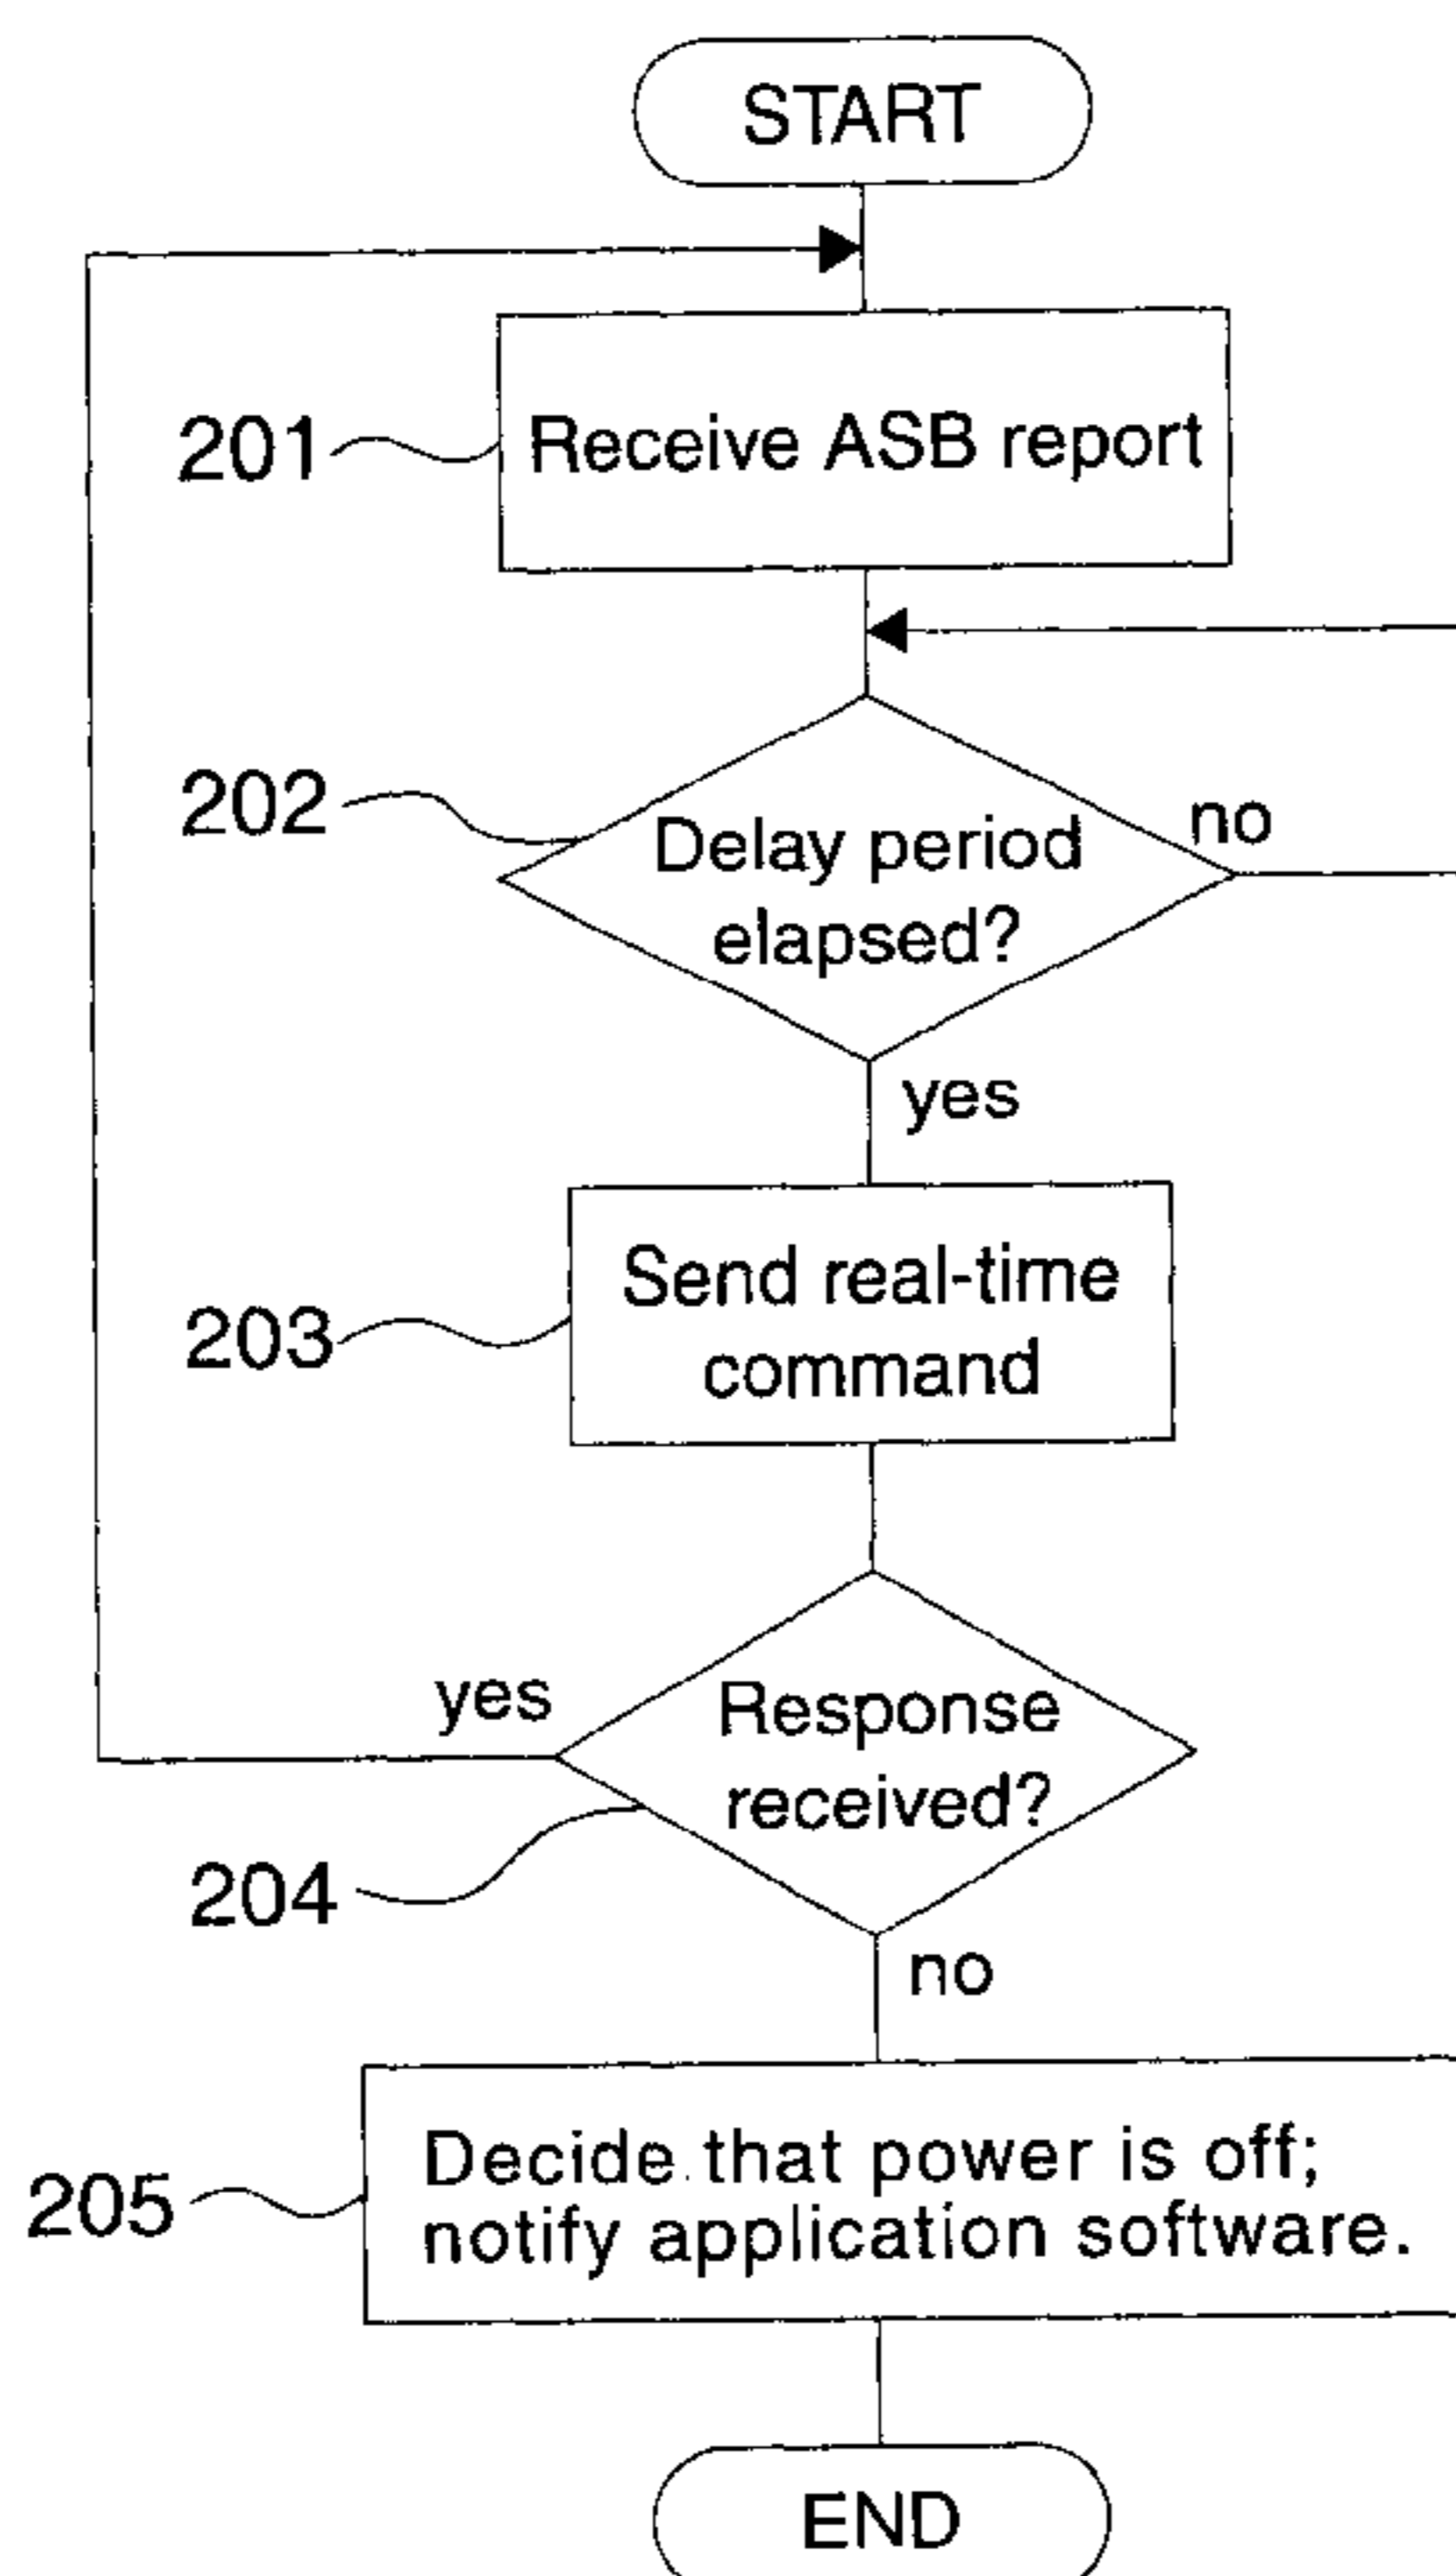 START
201
Receive ASB report
202
Delay period
elapsed?
no
yes
203
Send real-time
command
yes
Response
received?
204
no
205
Decide that power is off;
notify application software.
END